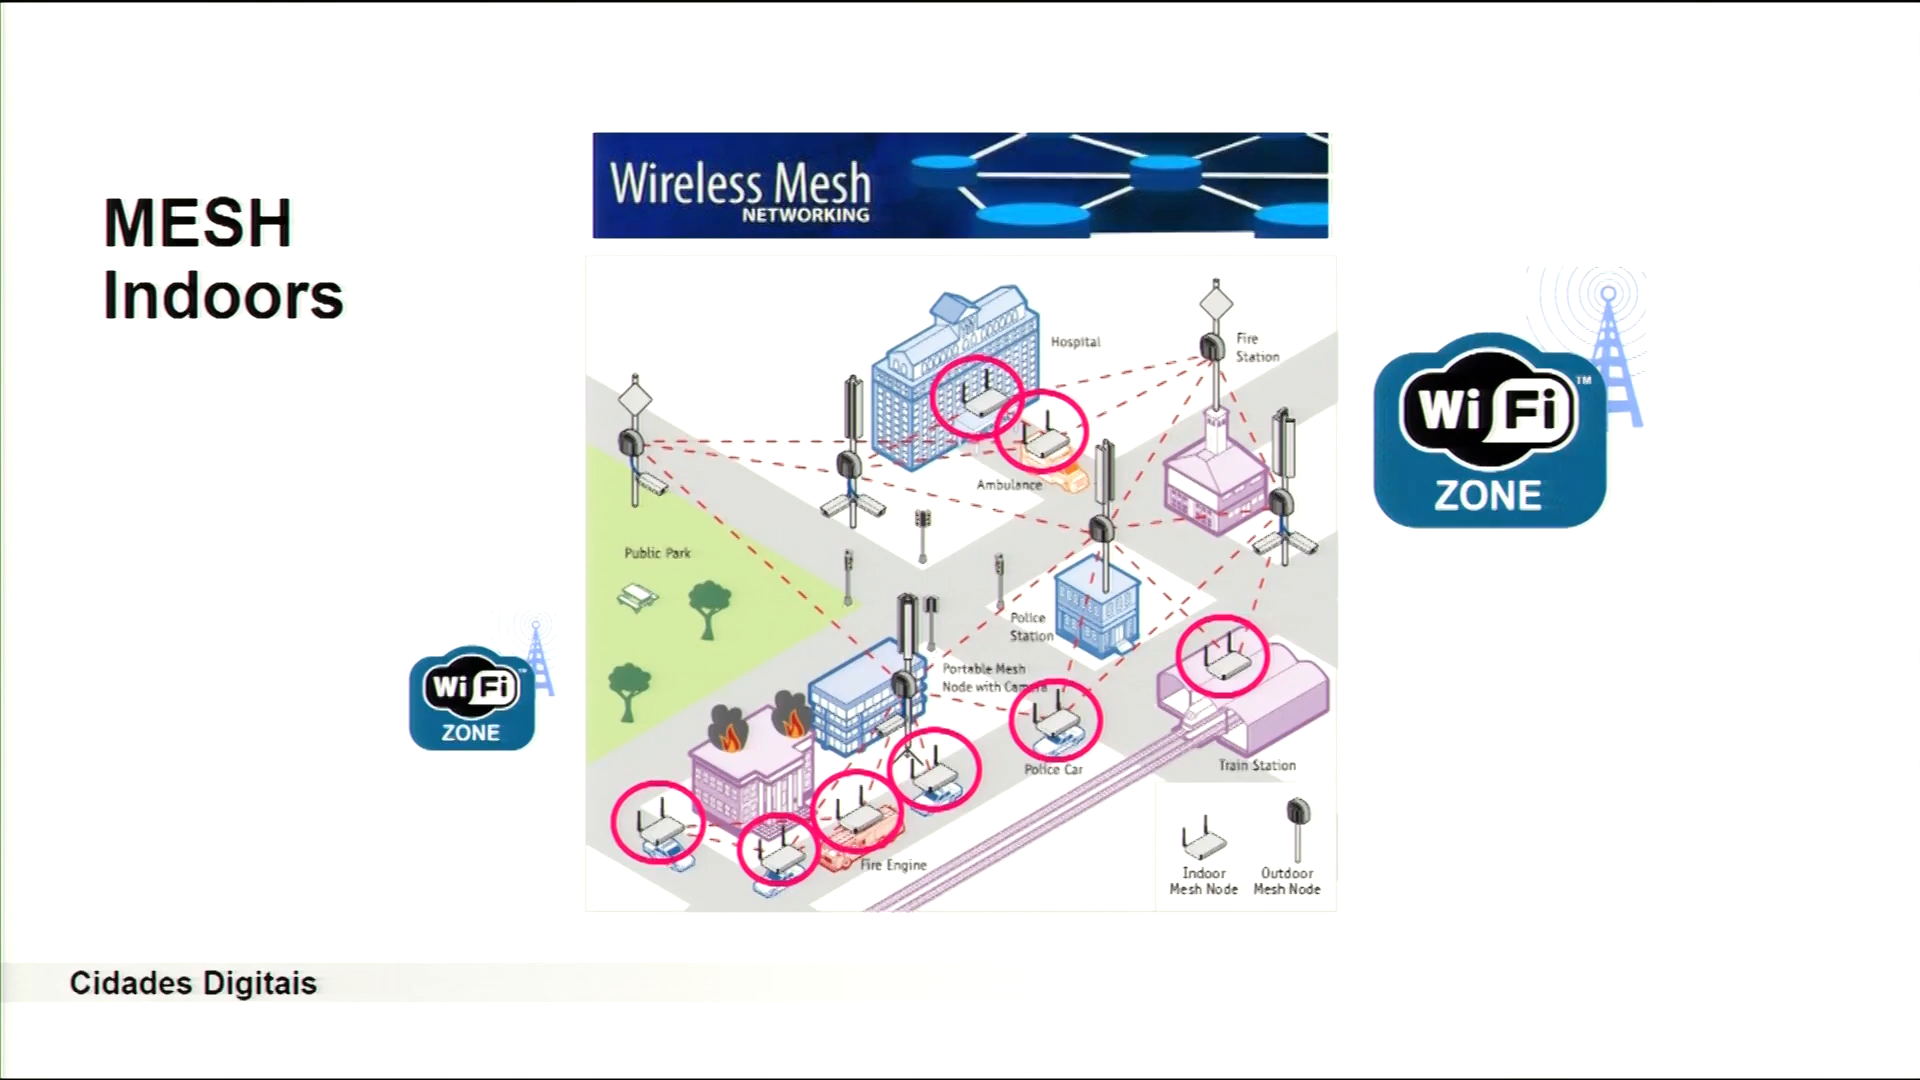 MESH
Indoors
Wireless Mesh
NETWORKING
Hospital
Fire
Station
Ambulance
Public Park
Police
Station
Portable Mesh
Node with Camera
Police Car
Train Station
Fire Engine
Indoor
Mesh Node
Outdoor
Mesh Node
Wi Fi
TM
ZONE
Wi Fi
ZONE
Cidades Digitais